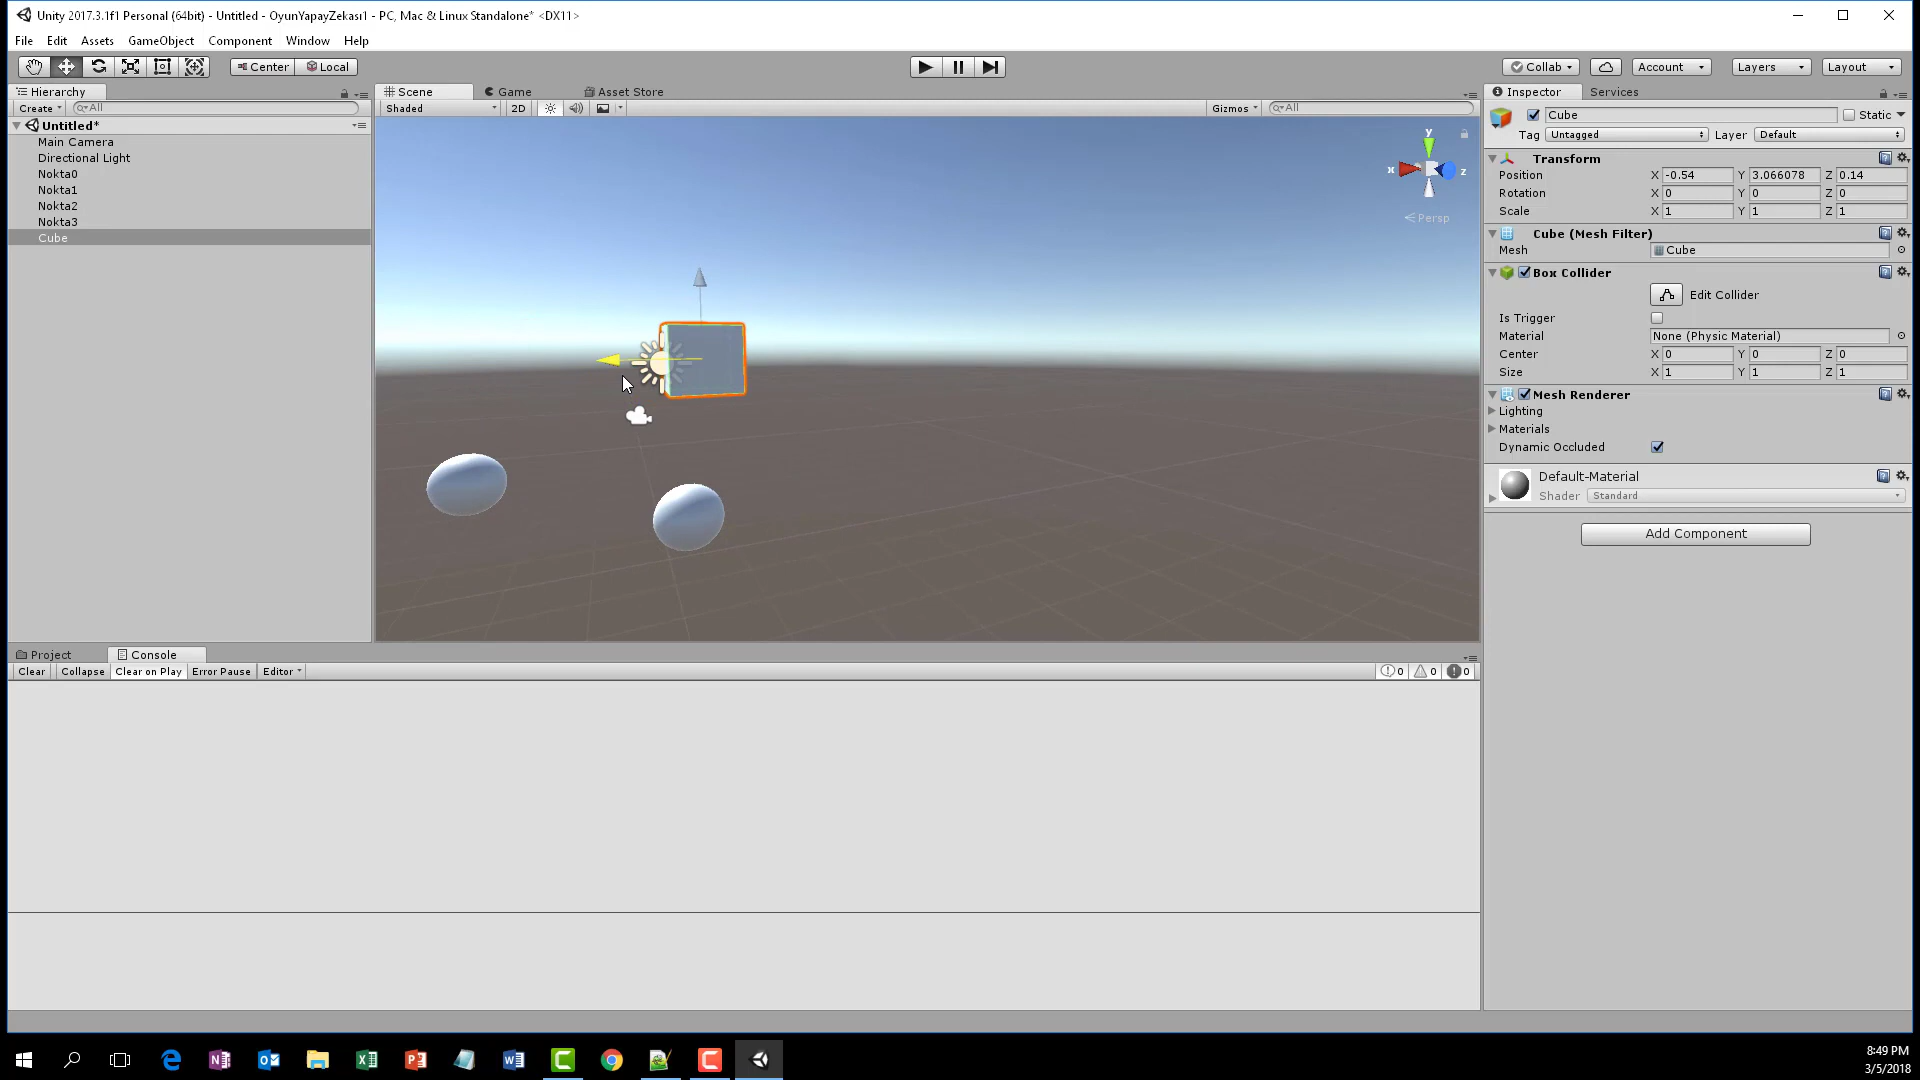 Unity 2017.3.1f1 Personal (64bit) - Untitled - OyunYapayZekası1 - PC, Mac & Linux Standalone* <DX11>
File Edit Assets GameObject Component Window Help
Center Local Collab Account Layers Layout
Hierarchy Scene Game Asset Store Inspector Services
Create All Shaded 2D Gizmos All
Cube Static
Untitled*
Tag Untagged Layer Default
Main Camera
Directional Light
Nokta0
Nokta1
Nokta2
Nokta3
Cube
y
x
z
Persp
Transform
Position X -0.54 Y 3.066078 Z 0.14
Rotation X 0 Y 0 Z 0
Scale X 1 Y 1 Z 1
Cube (Mesh Filter)
Mesh Cube
Box Collider
Edit Collider
Is Trigger
Material None (Physic Material)
Center X 0 Y 0 Z 0
Size X 1 Y 1 Z 1
Mesh Renderer
Lighting
Materials
Dynamic Occluded
Default-Material
Shader Standard
Add Component
Project Console
Clear Collapse Clear on Play Error Pause Editor 0 0 0
8:49 PM
3/5/2018